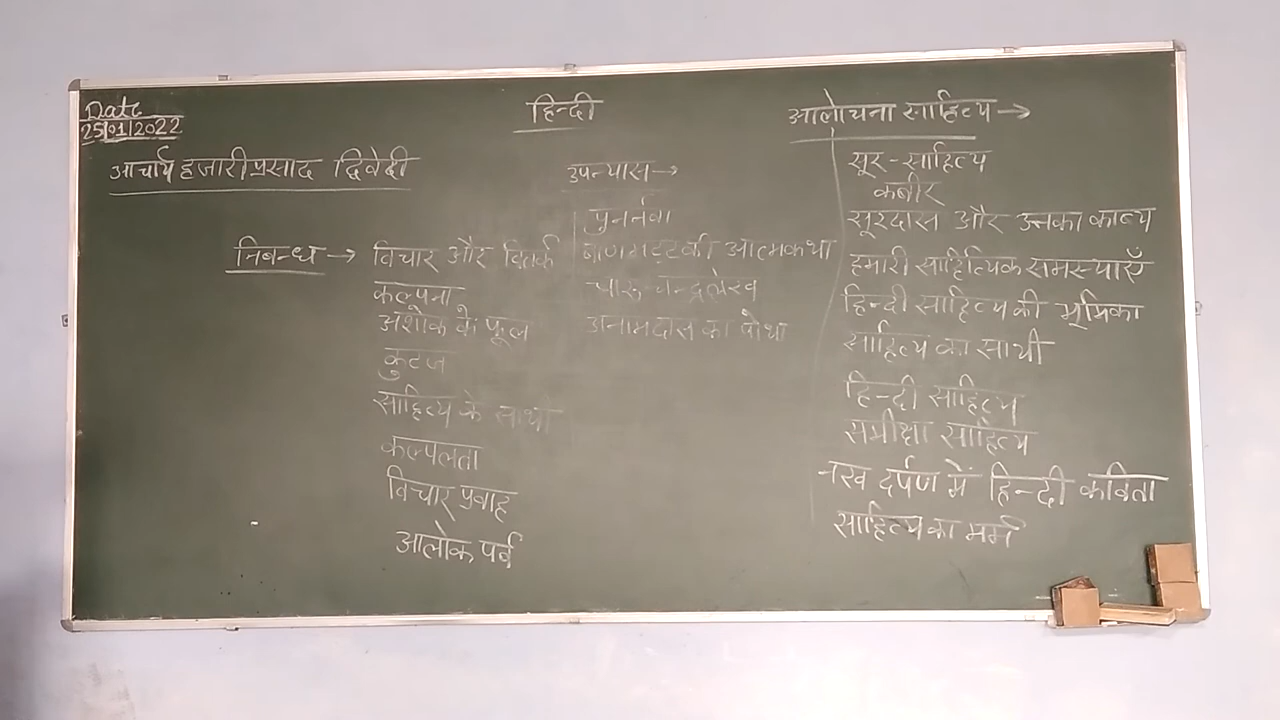 Date
25/01/2022
हिन्दी
आचार्य हजारीप्रसाद द्विवेदी
निबन्ध → विचार और वितर्क
कल्पना
अशोक के फूल
कुटज
साहित्य के साथी
कल्पलता
विचार प्रवाह
आलोक पर्व
उपन्यास →
पुनर्नवा
बाणभट्ट की आत्मकथा
चारु चन्द्रलेख
अनामदास का पोथा
आलोचना साहित्य →
सूर-साहित्य
कबीर
सूरदास और उनका काव्य
हमारी साहित्यिक समस्याएँ
हिन्दी साहित्य की भूमिका
साहित्य का साथी
हिन्दी साहित्य
समीक्षा साहित्य
नख दर्पण में हिन्दी कविता
साहित्य का मर्म